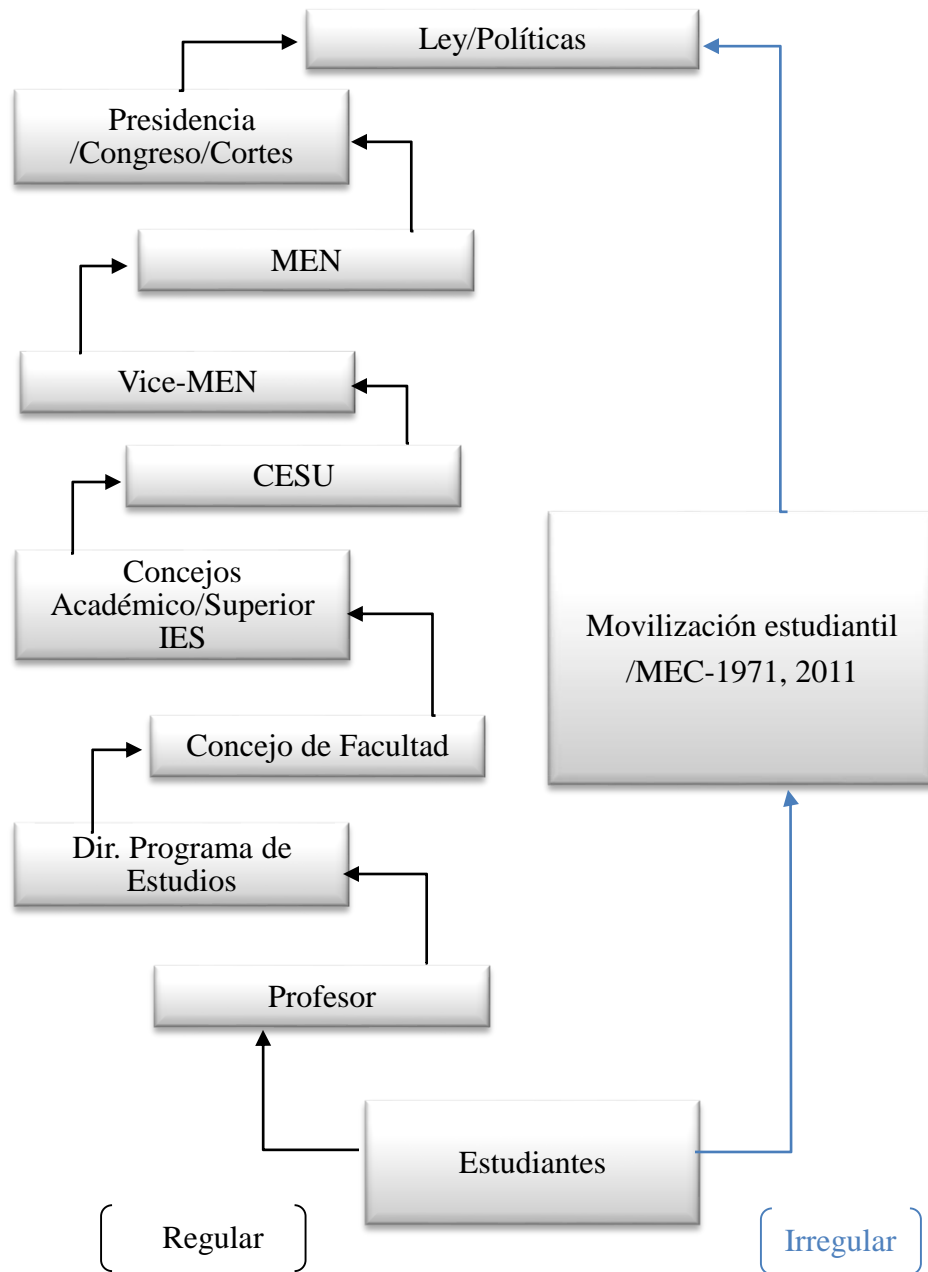 Ley/Políticas
Presidencia
/Congreso/Cortes
MEN
Vice-MEN
CESU
Concejos
Académico/Superior
IES
Movilización estudiantil
/MEC-1971, 2011
Concejo de Facultad
Dir. Programa de
Estudios
Profesor
Estudiantes
Regular
Irregular